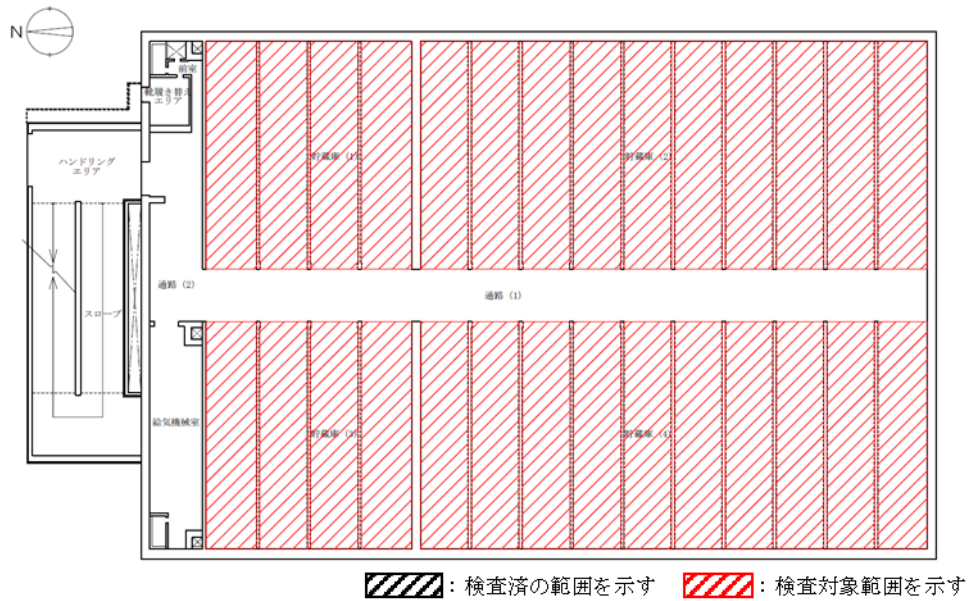 N
前室
靴履き替え
エリア
ハンドリング
エリア
貯蔵庫 (1)
貯蔵庫 (2)
通路 (2)
通路 (1)
スロープ
給気機械室
貯蔵庫 (3)
貯蔵庫 (4)
：検査済の範囲を示す
：検査対象範囲を示す